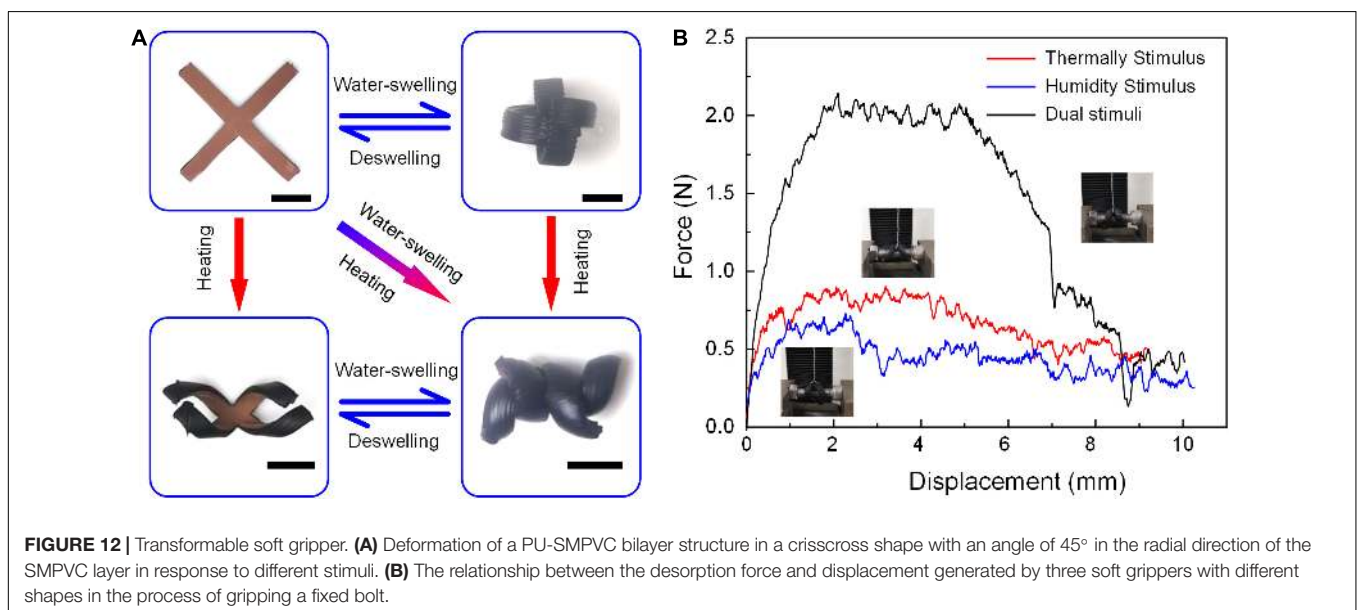 A
Water-swelling
Deswelling
Heating
Water-swelling
Heating
Heating
Water-swelling
Deswelling
B
2.5
2.0
1.5
1.0
0.5
0.0
Force (N)
Thermally Stimulus
Humidity Stimulus
Dual stimuli
0 2 4 6 8 10
Displacement (mm)
FIGURE 12 | Transformable soft gripper. (A) Deformation of a PU-SMPVC bilayer structure in a crisscross shape with an angle of 45° in the radial direction of the
SMPVC layer in response to different stimuli. (B) The relationship between the desorption force and displacement generated by three soft grippers with different
shapes in the process of gripping a fixed bolt.